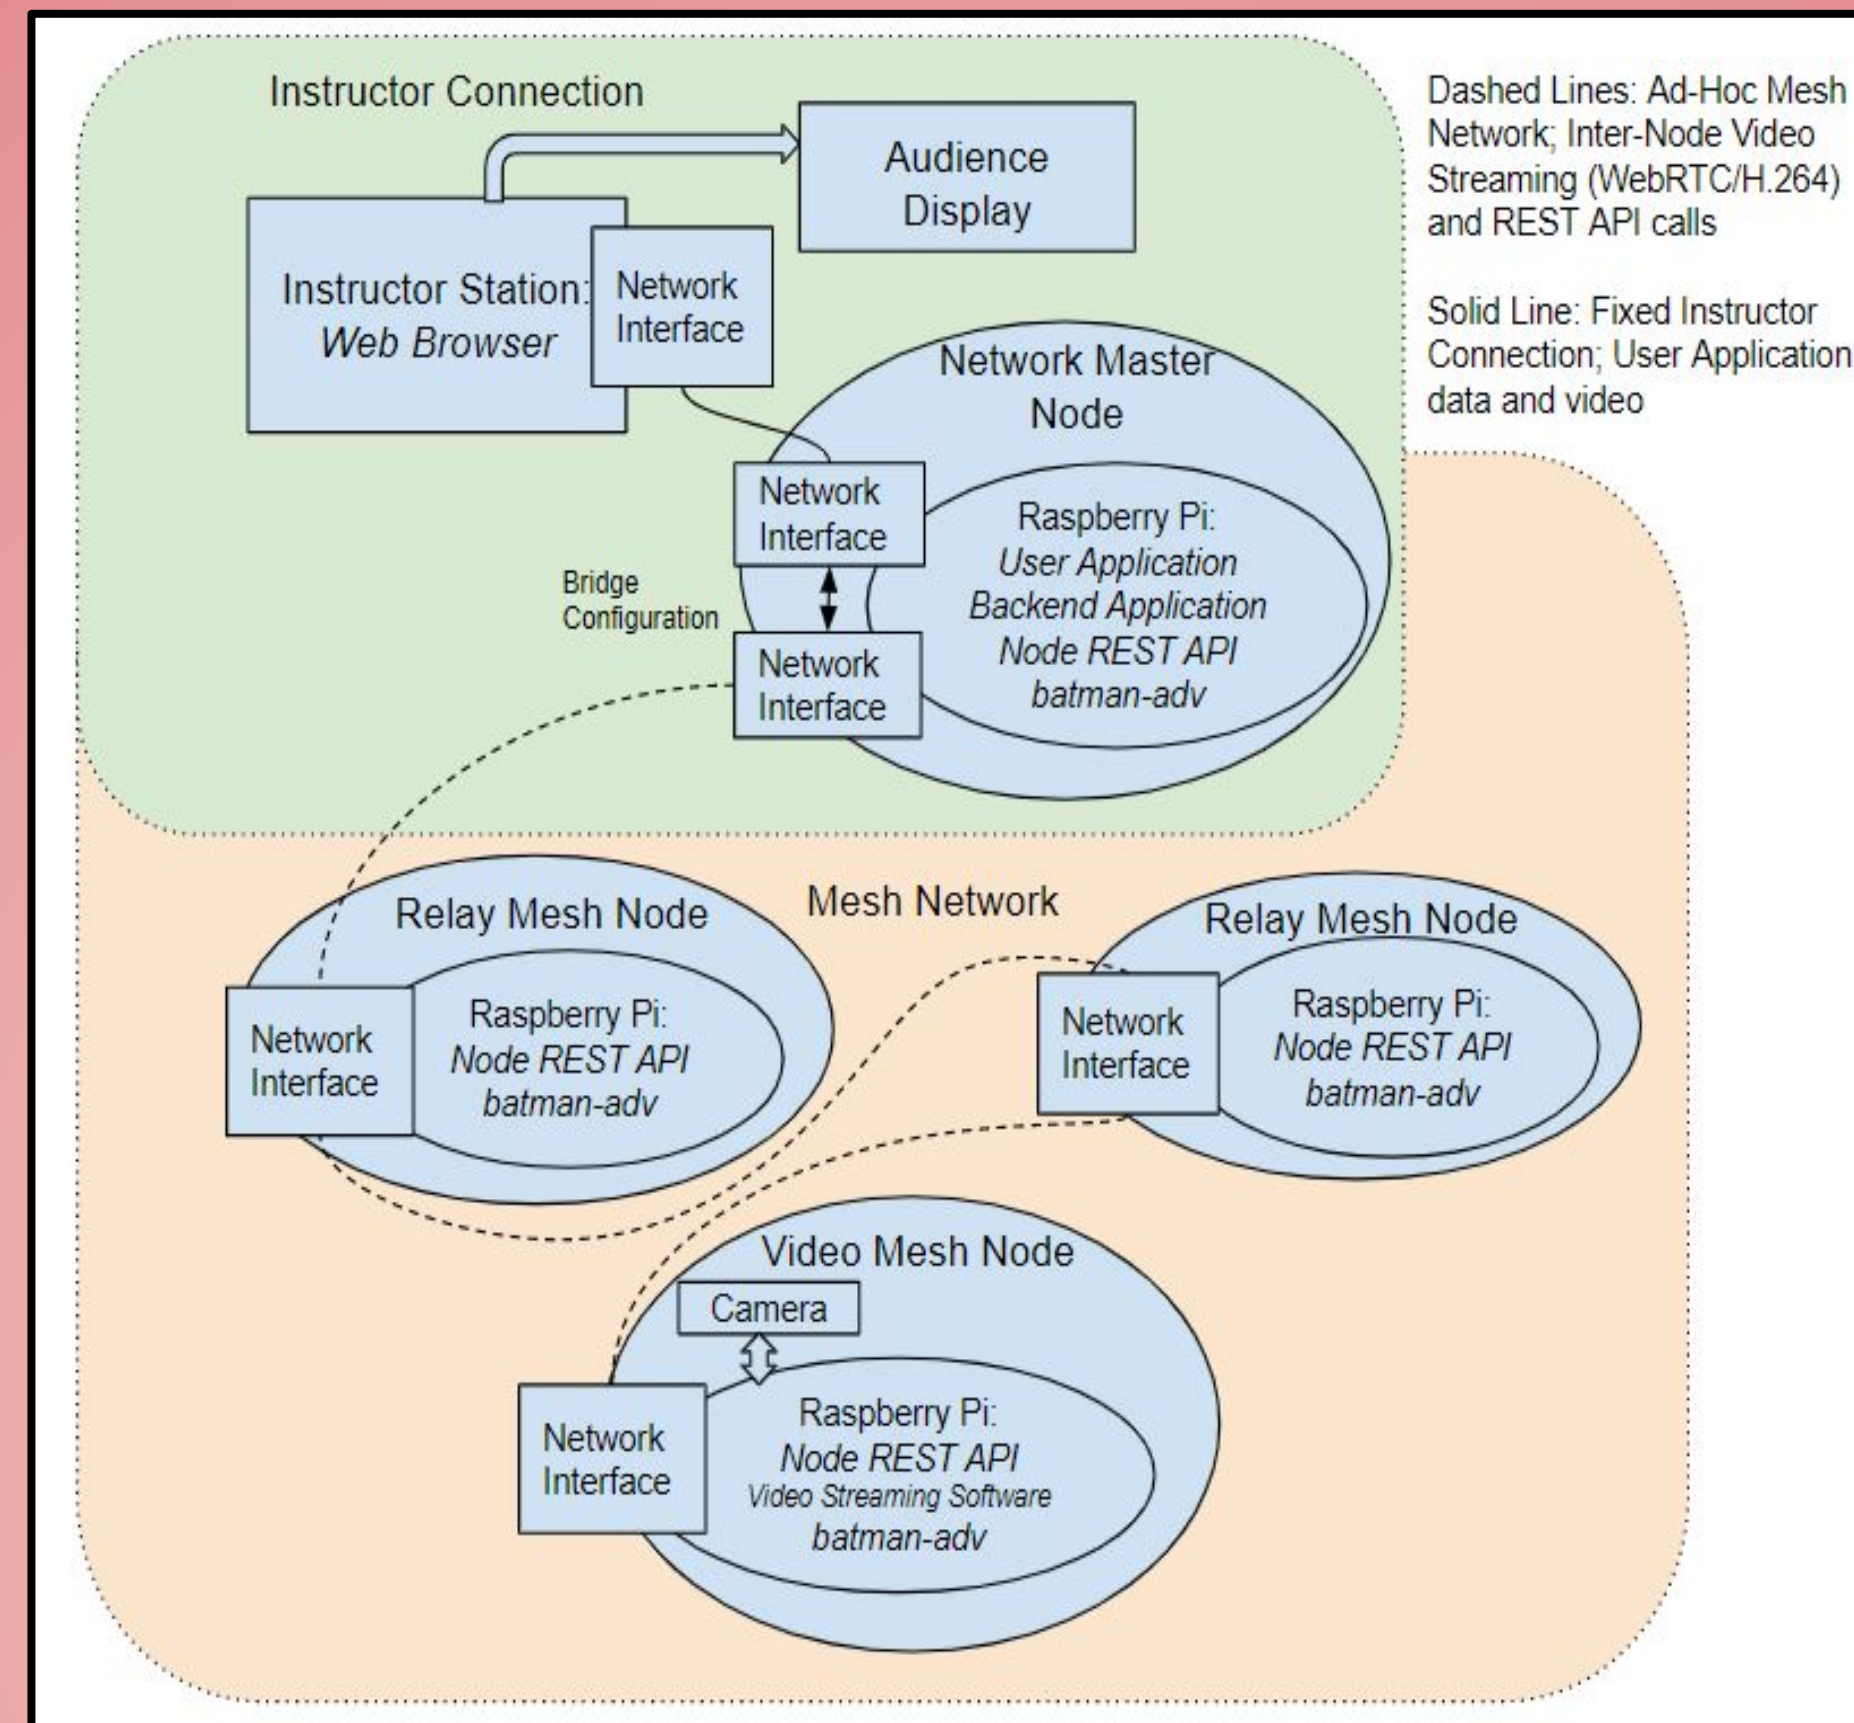 Instructor Connection
Audience
Display
Instructor Station:
Web Browser
Network
Interface
Dashed Lines: Ad-Hoc Mesh
Network; Inter-Node Video
Streaming (WebRTC/H.264)
and REST API calls
Solid Line: Fixed Instructor
Connection; User Application
data and video
Network Master
Node
Network
Interface
Raspberry Pi:
User Application
Backend Application
Node REST API
batman-adv
Bridge
Configuration
Network
Interface
Mesh Network
Relay Mesh Node
Network
Interface
Raspberry Pi:
Node REST API
batman-adv
Relay Mesh Node
Network
Interface
Raspberry Pi:
Node REST API
batman-adv
Video Mesh Node
Camera
Network
Interface
Raspberry Pi:
Node REST API
Video Streaming Software
batman-adv